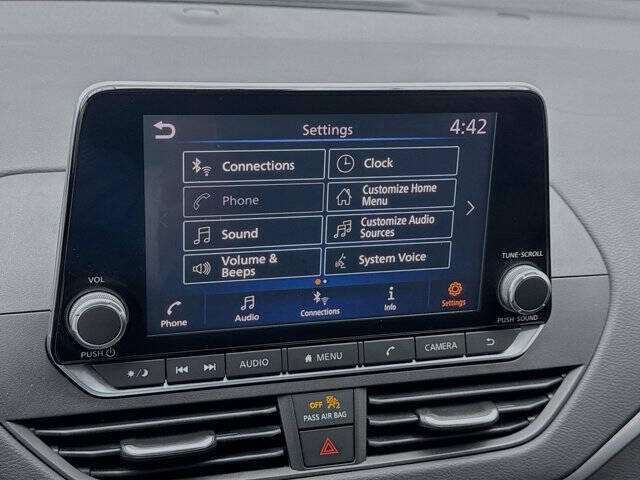 Settings
4:42
Connections
Clock
Phone
Customize Home
Menu
Sound
Customize Audio
Sources
Volume &
Beeps
System Voice
Phone
Audio
Connections
Info
Settings
VOL
PUSH
TUNE·SCROLL
PUSH SOUND
AUDIO
MENU
CAMERA
OFF
PASS AIR BAG